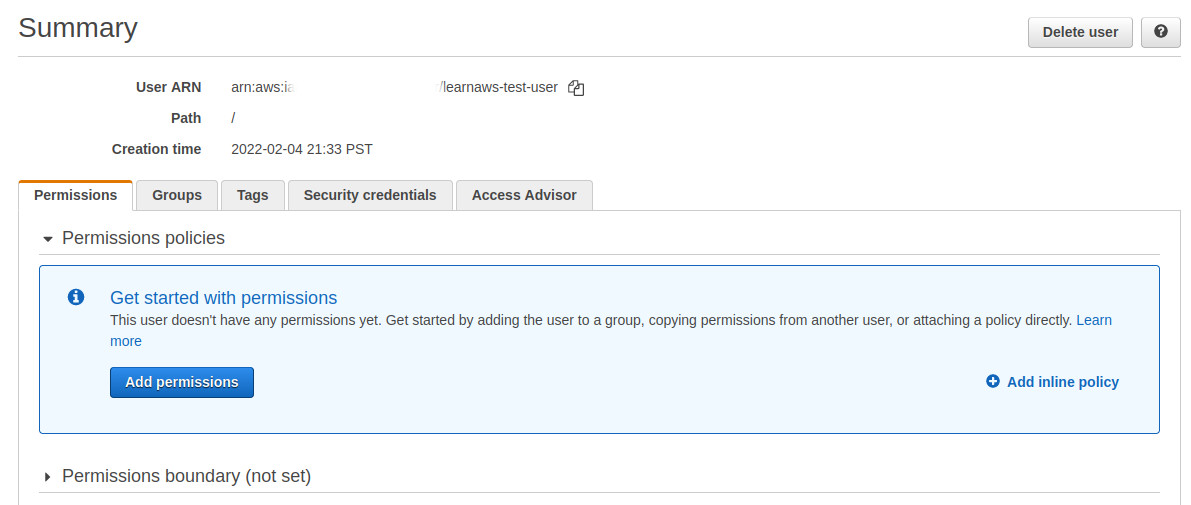 Summary
Delete user
User ARN arn:aws:ia /learnaws-test-user
Path /
Creation time 2022-02-04 21:33 PST
Permissions Groups Tags Security credentials Access Advisor
Permissions policies
Get started with permissions
This user doesn't have any permissions yet. Get started by adding the user to a group, copying permissions from another user, or attaching a policy directly. Learn
more
Add permissions Add inline policy
Permissions boundary (not set)